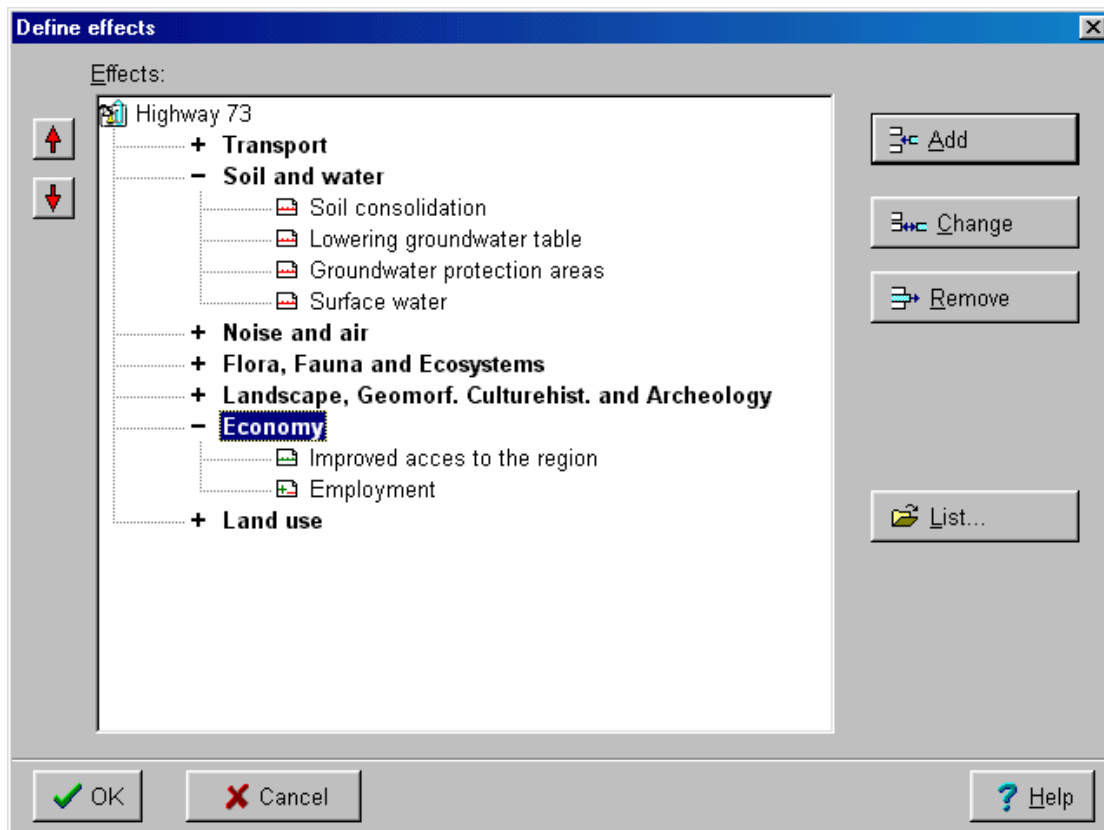 Define effects
Effects:
Highway 73
+ Transport
− Soil and water
Soil consolidation
Lowering groundwater table
Groundwater protection areas
Surface water
+ Noise and air
+ Flora, Fauna and Ecosystems
+ Landscape, Geomorf. Culturehist. and Archeology
− Economy
Improved acces to the region
Employment
+ Land use
Add
Change
Remove
List...
OK
Cancel
Help